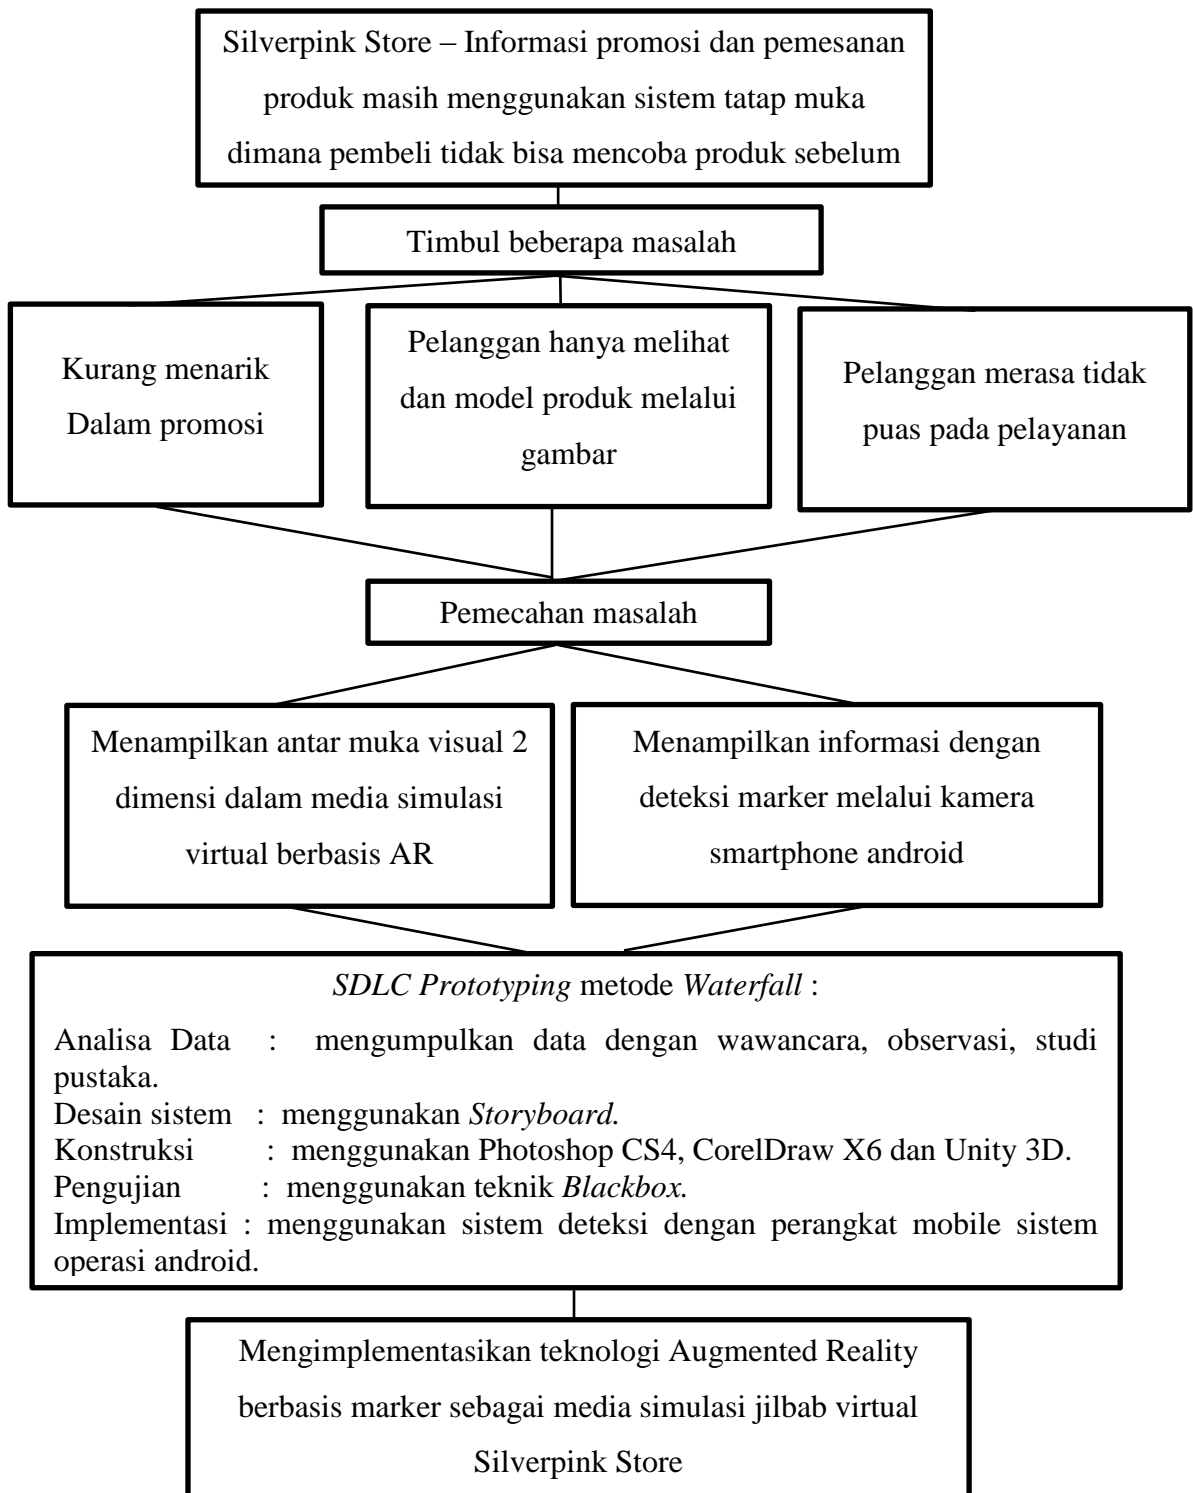 Silverpink Store – Informasi promosi dan pemesanan
produk masih menggunakan sistem tatap muka
dimana pembeli tidak bisa mencoba produk sebelum
Timbul beberapa masalah
Kurang menarik
Dalam promosi
Pelanggan hanya melihat
dan model produk melalui
gambar
Pelanggan merasa tidak
puas pada pelayanan
Pemecahan masalah
Menampilkan antar muka visual 2
dimensi dalam media simulasi
virtual berbasis AR
Menampilkan informasi dengan
deteksi marker melalui kamera
smartphone android
SDLC Prototyping metode Waterfall :
Analisa Data : mengumpulkan data dengan wawancara, observasi, studi
pustaka.
Desain sistem : menggunakan Storyboard.
Konstruksi : menggunakan Photoshop CS4, CorelDraw X6 dan Unity 3D.
Pengujian : menggunakan teknik Blackbox.
Implementasi : menggunakan sistem deteksi dengan perangkat mobile sistem
operasi android.
Mengimplementasikan teknologi Augmented Reality
berbasis marker sebagai media simulasi jilbab virtual
Silverpink Store